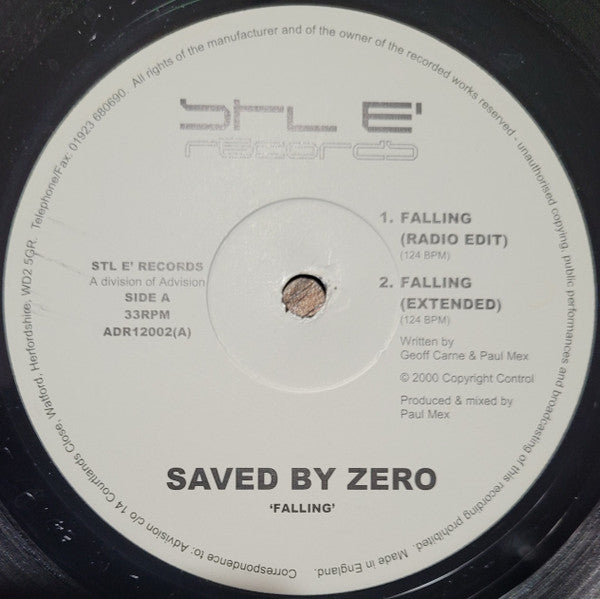 STL E'
records
1. FALLING
(RADIO EDIT)
(124 BPM)
2. FALLING
(EXTENDED)
(124 BPM)
Written by
Geoff Carne & Paul Mex
© 2000 Copyright Control
Produced & mixed by
Paul Mex
STL E' RECORDS
A division of Advision
SIDE A
33RPM
ADR12002(A)
SAVED BY ZERO
'FALLING'
Correspondence to: Advision c/o 14 Courtlands Close, Watford, Herfordshire, WD2 5GR. Telephone/Fax: 01923 680690. All rights of the manufacturer and of the owner of the recorded works reserved - unauthorised copying, public performances and broadcasting of this recording prohibited. Made in England.